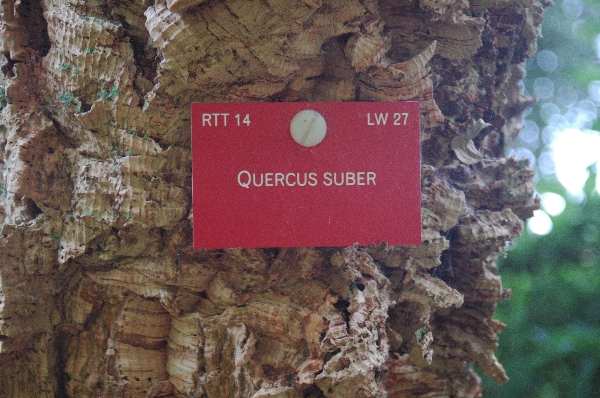 RTT 14 LW 27
QUERCUS SUBER